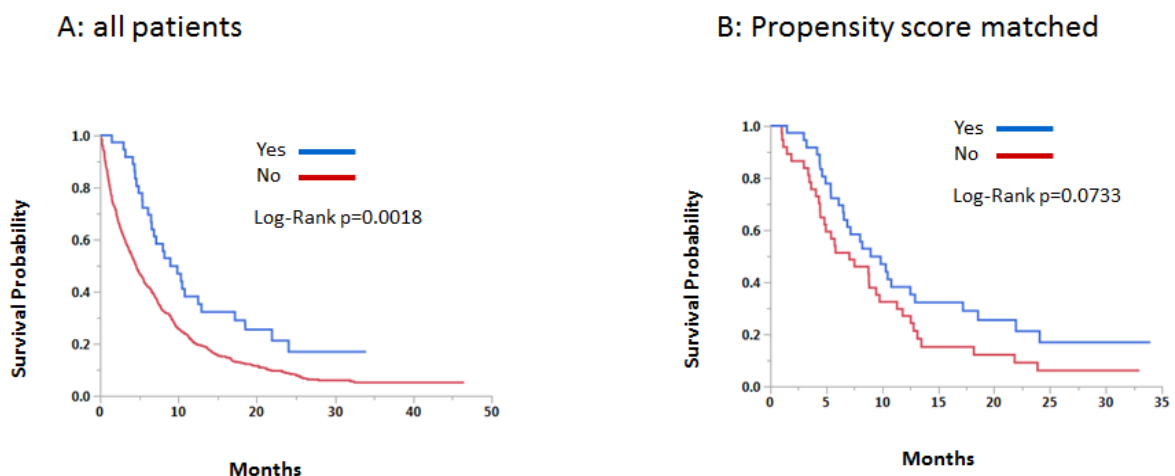 A: all patients
1.0
0.8
0.6
0.4
0.2
0.0
Survival Probability
Yes
No
Log-Rank p=0.0018
0 10 20 30 40 50
Months
B: Propensity score matched
1.0
0.8
0.6
0.4
0.2
0.0
Survival Probability
Yes
No
Log-Rank p=0.0733
0 5 10 15 20 25 30 35
Months